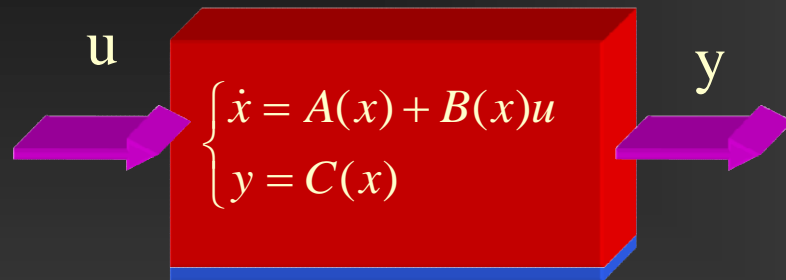 u
y
ẋ = A(x) + B(x)u
y = C(x)